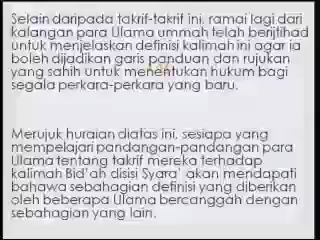 Selain daripada takrif-takrif ini, ramai lagi dari
kalangan para Ulama ummah telah berijtihad
untuk menjelaskan definisi kalimah ini agar ia
boleh dijadikan garis panduan dan rujukan
yang sahih untuk menentukan hukum bagi
segala perkara-perkara yang baru.
Merujuk huraian diatas ini, sesiapa yang
mempelajari pandangan-pandangan para
Ulama tentang takrif mereka terhadap
kalimah Bid'ah disisi Syara' akan mendapati
bahawa sebahagian definisi yang diberikan
oleh beberapa Ulama bercanggah dengan
sebahagian yang lain.